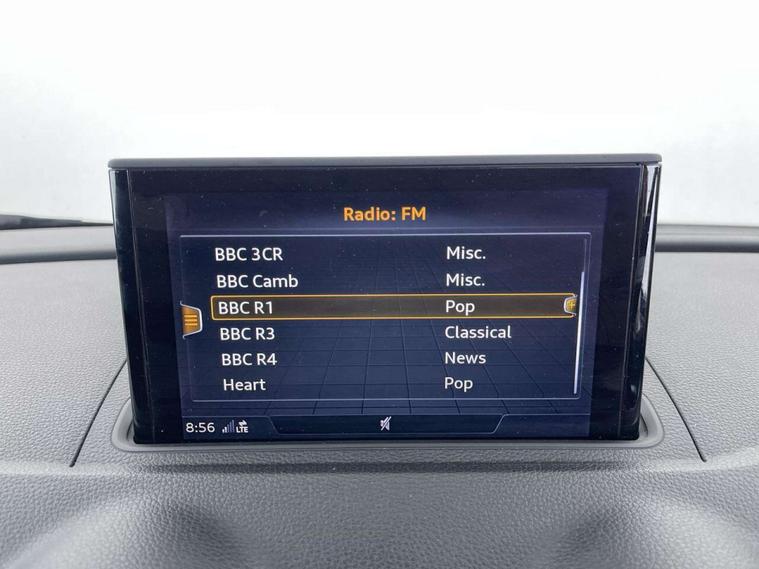 Radio: FM
BBC 3CR Misc.
BBC Camb Misc.
BBC R1 Pop
BBC R3 Classical
BBC R4 News
Heart Pop
8:56 LTE